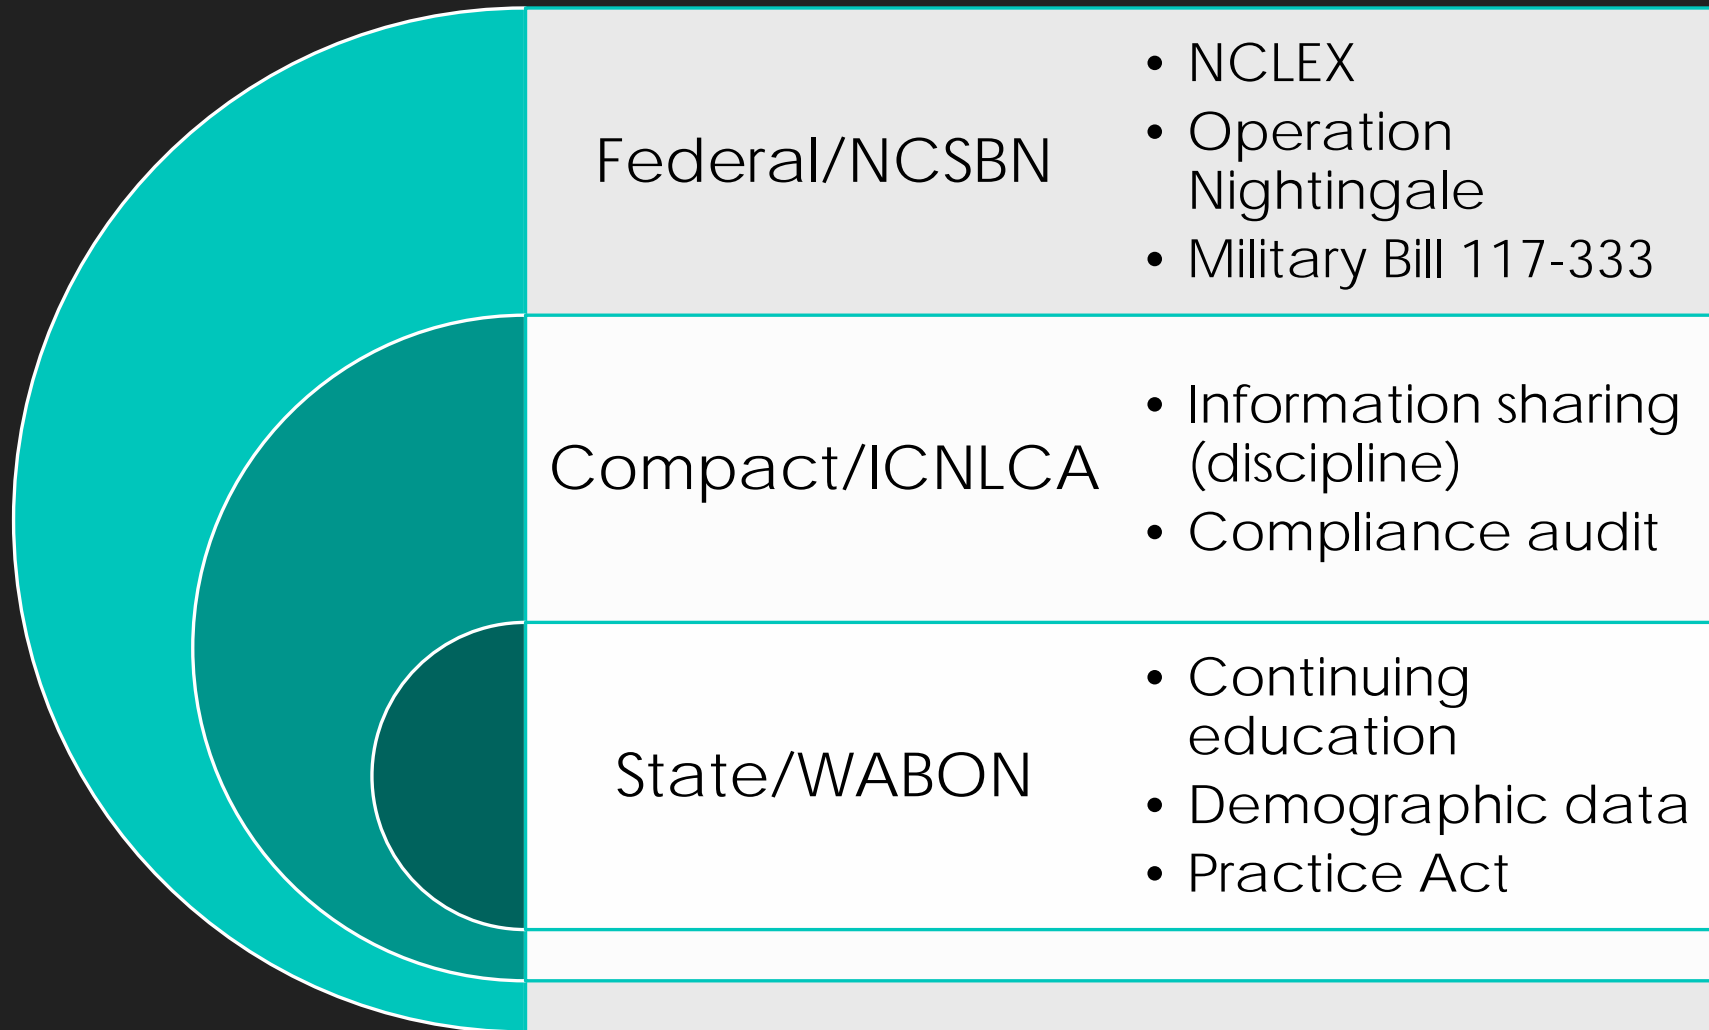 Federal/NCSBN
• NCLEX
• Operation
Nightingale
• Military Bill 117-333
Compact/ICNLCA
• Information sharing
(discipline)
• Compliance audit
State/WABON
• Continuing
education
• Demographic data
• Practice Act